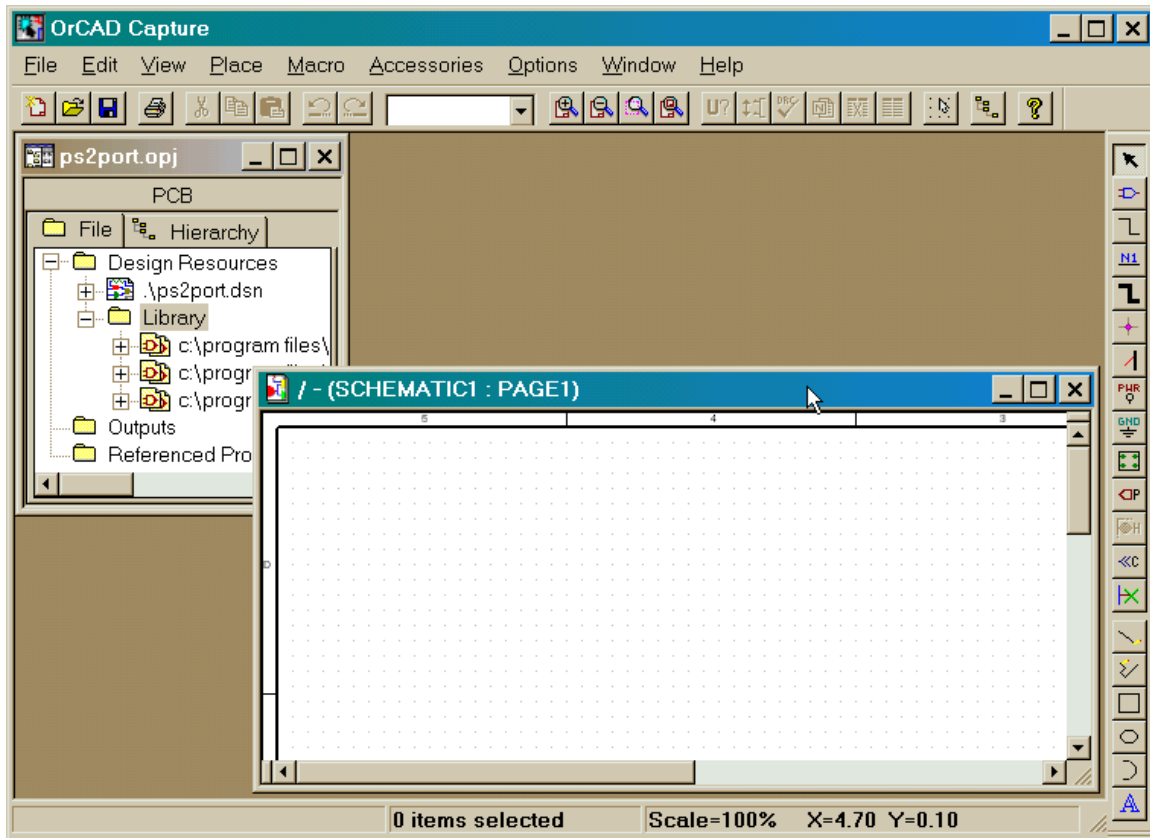 OrCAD Capture
File Edit View Place Macro Accessories Options Window Help
U? DRC
ps2port.opj
PCB
File Hierarchy
Design Resources
.\ps2port.dsn
Library
c:\program files\
c:\progr
c:\progr
Outputs
Referenced Pro
/ - (SCHEMATIC1 : PAGE1)
5 4 3
D
N1
PWR
GND
P
H
C
A
0 items selected Scale=100% X=4.70 Y=0.10